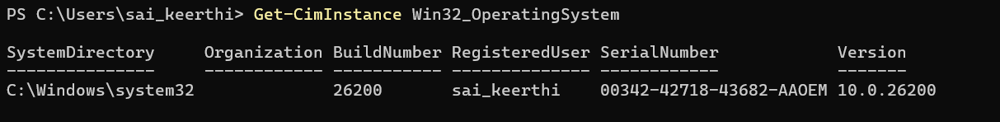 PS C:\Users\sai_keerthi> Get-CimInstance Win32_OperatingSystem
SystemDirectory     Organization BuildNumber RegisteredUser SerialNumber            Version
---------------     ------------ ----------- -------------- ------------            -------
C:\Windows\system32              26200       sai_keerthi    00342-42718-43682-AAOEM 10.0.26200